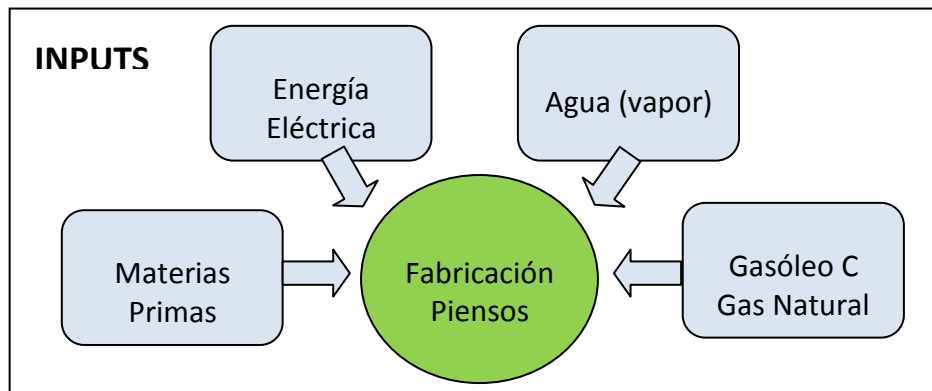 INPUTS
Energía
Eléctrica
Agua (vapor)
Materias
Primas
Fabricación
Piensos
Gasóleo C
Gas Natural